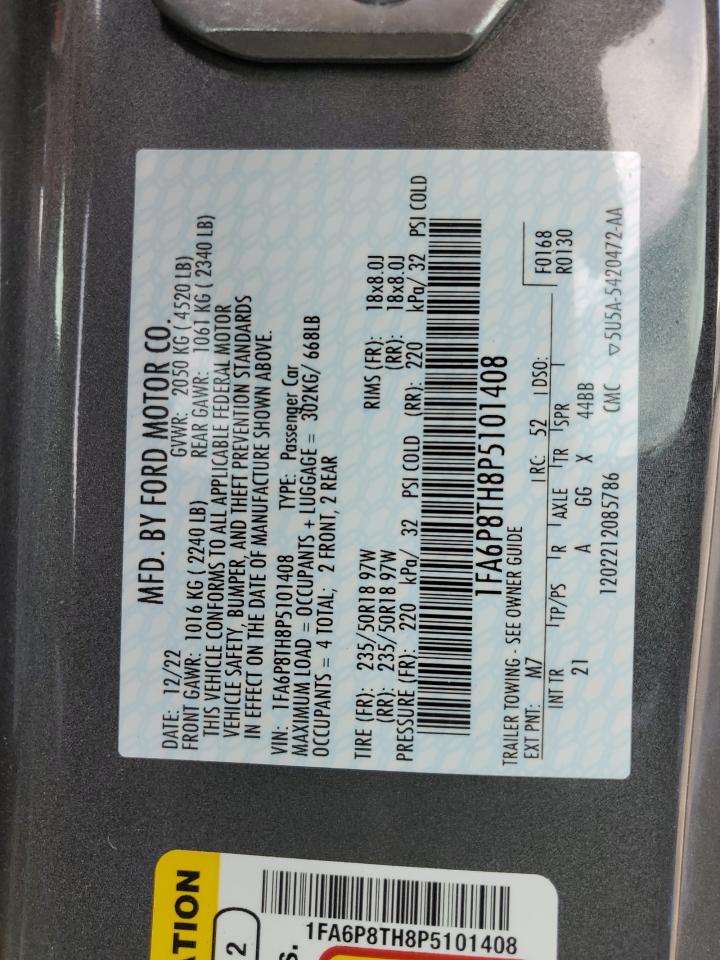 MFD. BY FORD MOTOR CO.
DATE: 12/22 GVWR: 2050 KG ( 4520 LB)
FRONT GAWR: 1016 KG ( 2240 LB) REAR GAWR: 1061 KG ( 2340 LB)
THIS VEHICLE CONFORMS TO ALL APPLICABLE FEDERAL MOTOR
VEHICLE SAFETY, BUMPER, AND THEFT PREVENTION STANDARDS
IN EFFECT ON THE DATE OF MANUFACTURE SHOWN ABOVE.
VIN: 1FA6P8TH8P5101408 TYPE: Passenger Car
MAXIMUM LOAD = OCCUPANTS + LUGGAGE = 302KG/ 668LB
OCCUPANTS = 4 TOTAL; 2 FRONT, 2 REAR
TIRE (FR): 235/50R18 97W RIMS (FR): 18x8.0J
(RR): 235/50R18 97W (RR): 18x8.0J
PRESSURE (FR): 220 kPa/ 32 PSI COLD (RR): 220 kPa/ 32 PSI COLD
1FA6P8TH8P5101408
TRAILER TOWING - SEE OWNER GUIDE F0168
EXT PNT: M7 RC: 52 DSO: R0130
INT TR TP/PS R AXLE TR SPR
21 A GG X 44BB
1202212085786 CMC ▽5U5A-5420472-AA
TION
2
S.
1FA6P8TH8P5101408